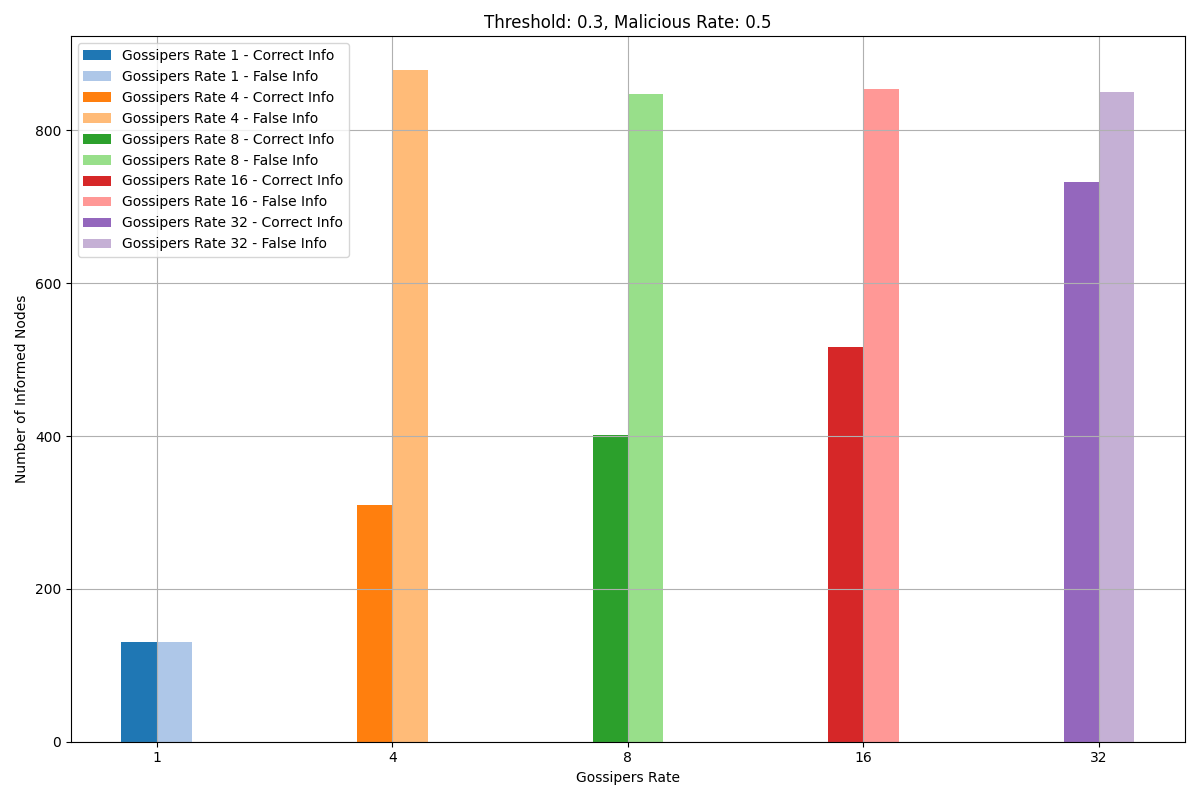 Threshold: 0.3, Malicious Rate: 0.5
Gossipers Rate 1 - Correct Info
Gossipers Rate 1 - False Info
Gossipers Rate 4 - Correct Info
Gossipers Rate 4 - False Info
Gossipers Rate 8 - Correct Info
Gossipers Rate 8 - False Info
Gossipers Rate 16 - Correct Info
Gossipers Rate 16 - False Info
Gossipers Rate 32 - Correct Info
Gossipers Rate 32 - False Info
Number of Informed Nodes
800
600
400
200
0
1 4 8 16 32
Gossipers Rate